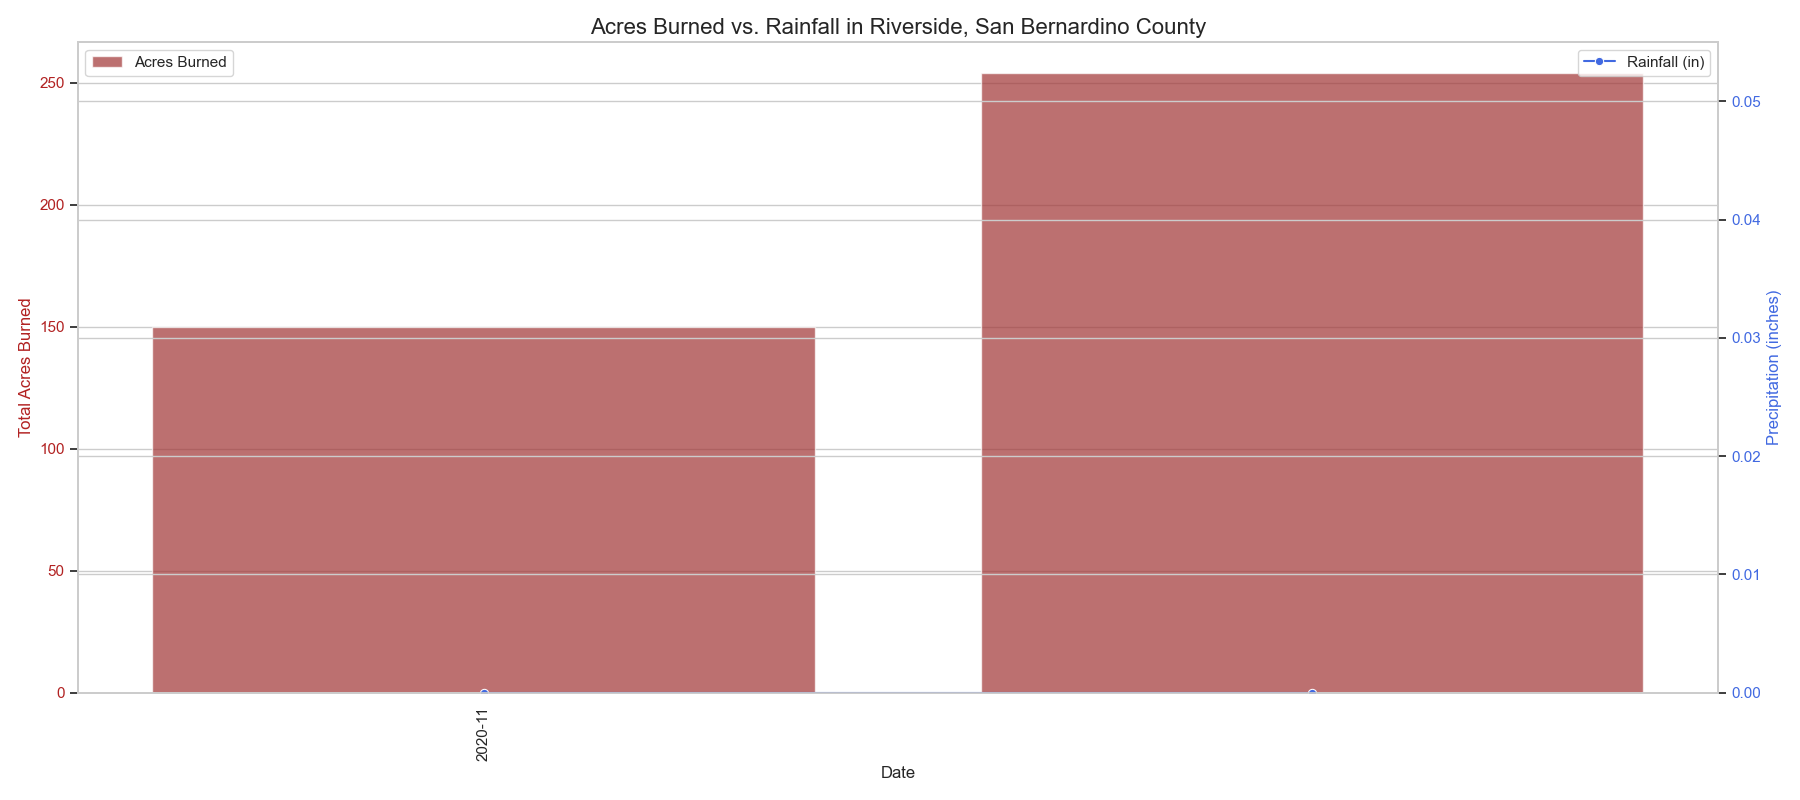 Acres Burned vs. Rainfall in Riverside, San Bernardino County
Acres Burned
Rainfall (in)
Total Acres Burned
250
200
150
100
50
0
0.05
0.04
0.03
0.02
0.01
0.00
Precipitation (inches)
2020-11
Date